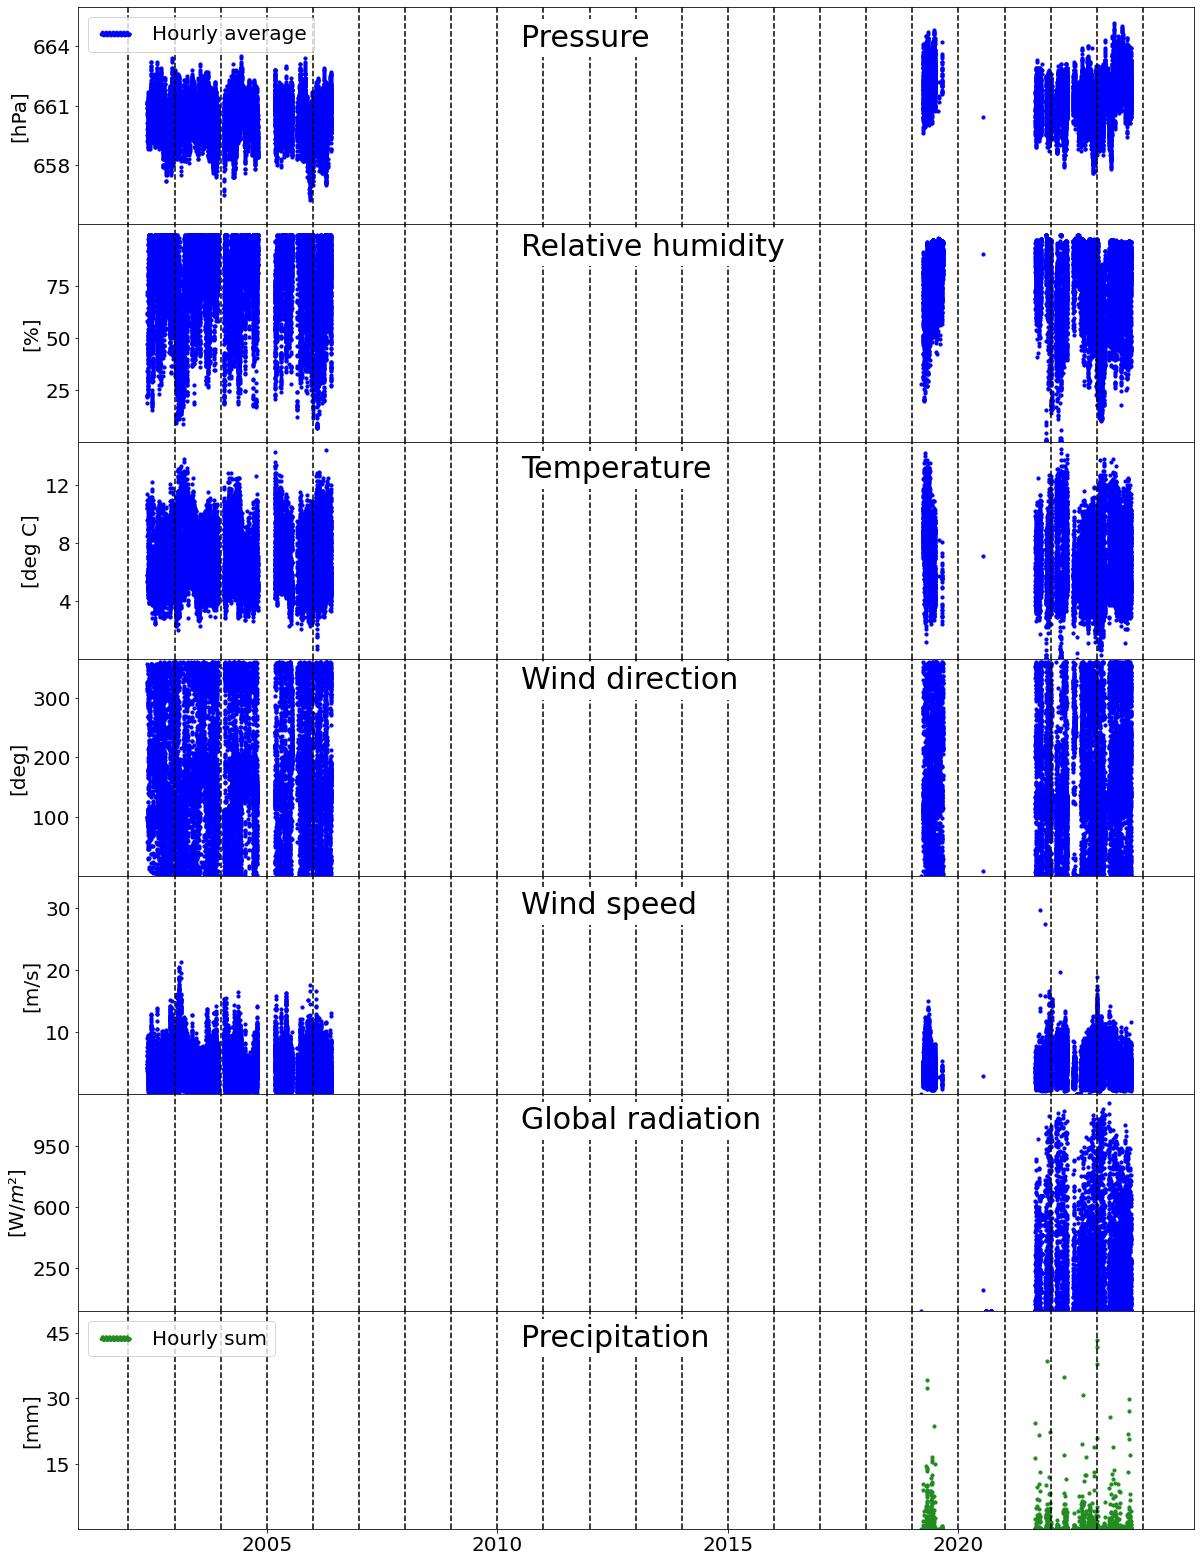 Hourly average
Pressure
664
661
658
[hPa]
Relative humidity
75
50
25
[%]
Temperature
12
8
4
[deg C]
Wind direction
300
200
100
[deg]
Wind speed
30
20
10
[m/s]
Global radiation
950
600
250
[W/m²]
Hourly sum
Precipitation
45
30
15
[mm]
2005 2010 2015 2020